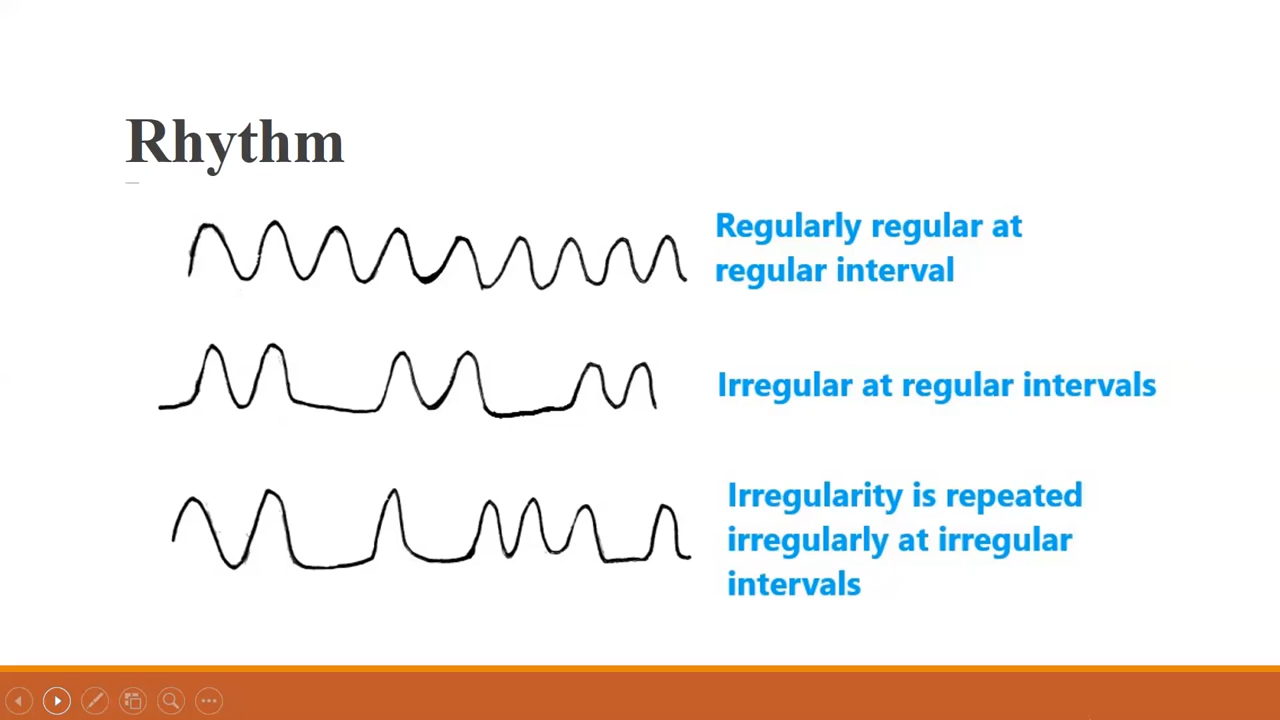 Rhythm
Regularly regular at
regular interval
Irregular at regular intervals
Irregularity is repeated
irregularly at irregular
intervals